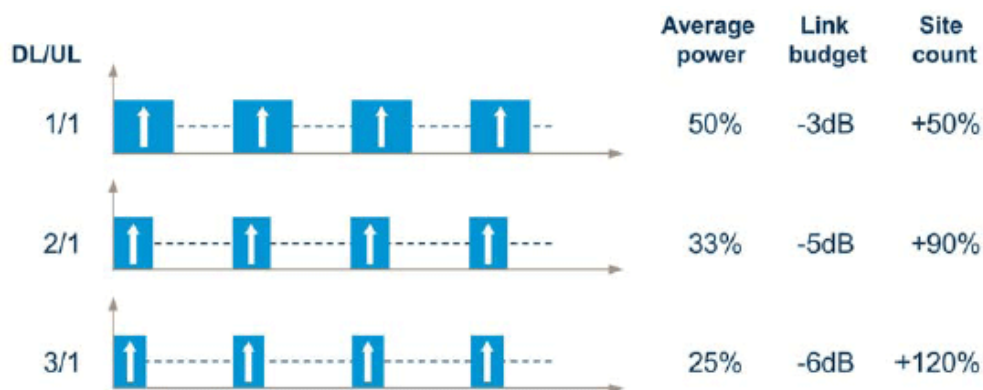 DL/UL Average power Link budget Site count
1/1 50% -3dB +50%
2/1 33% -5dB +90%
3/1 25% -6dB +120%